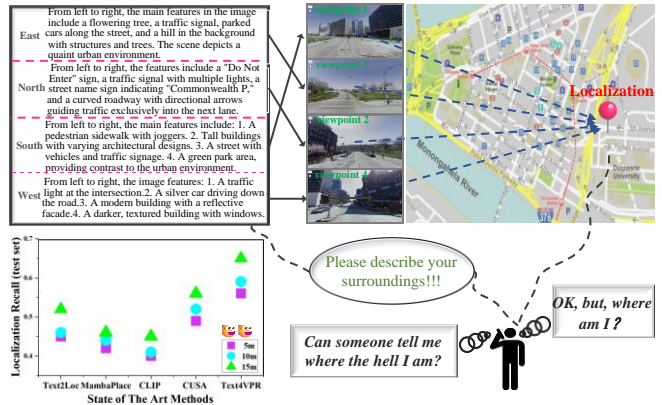 East
From left to right, the main features in the
image include a flowering tree, a traffic signal, parked
cars along the street, and a hill in the background
with structures and trees. The scene depicts a
quaint urban environment.
North
From left to right, the features include a "Do Not
Enter" sign, a traffic signal with multiple lights, a
street name sign indicating "Commonwealth P,"
and a curved roadway with directional arrows
guiding traffic exclusively into the next lane.
South
From left to right, the main features include: 1. A
pedestrian sidewalk with joggers. 2. Tall buildings
with varying architectural designs. 3. A street with
vehicles and traffic signage. 4. A green park area,
providing contrast to the urban environment.
West
From left to right, the image features: 1. A traffic
light at the intersection.2. A silver car driving down
the road.3. A modern building with a reflective
facade.4. A darker, textured building with windows.
viewpoint 3
viewpoint 1
viewpoint 2
viewpoint 4
Localization
Monongahela River
Duquesne
University
376
Localization Recall (test set)
0.7
0.6
0.5
0.4
5m
10m
15m
Text2Loc
MambaPlace
CLIP
CUSA
Text4VPR
State of The Art Methods
Please describe your
surroundings!!!
Can someone tell me
where the hell I am?
OK, but, where
am I ?